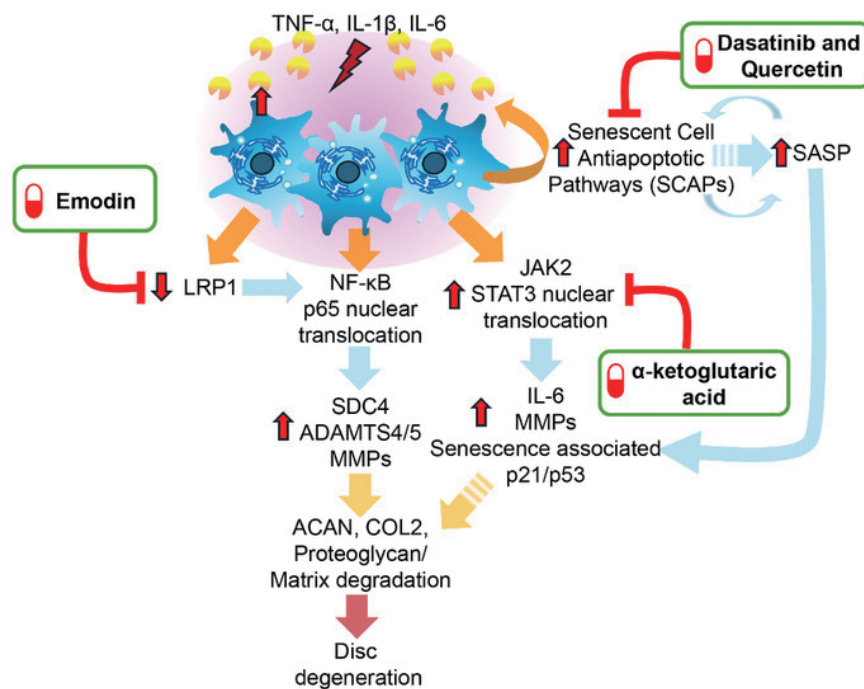 TNF-α, IL-1β, IL-6
Dasatinib and
Quercetin
Senescent Cell
Antiapoptotic
Pathways (SCAPs)
SASP
Emodin
LRP1
NF-κB
p65 nuclear
translocation
JAK2
STAT3 nuclear
translocation
α-ketoglutaric
acid
SDC4
ADAMTS4/5
MMPs
IL-6
MMPs
Senescence associated
p21/p53
ACAN, COL2,
Proteoglycan/
Matrix degradation
Disc
degeneration